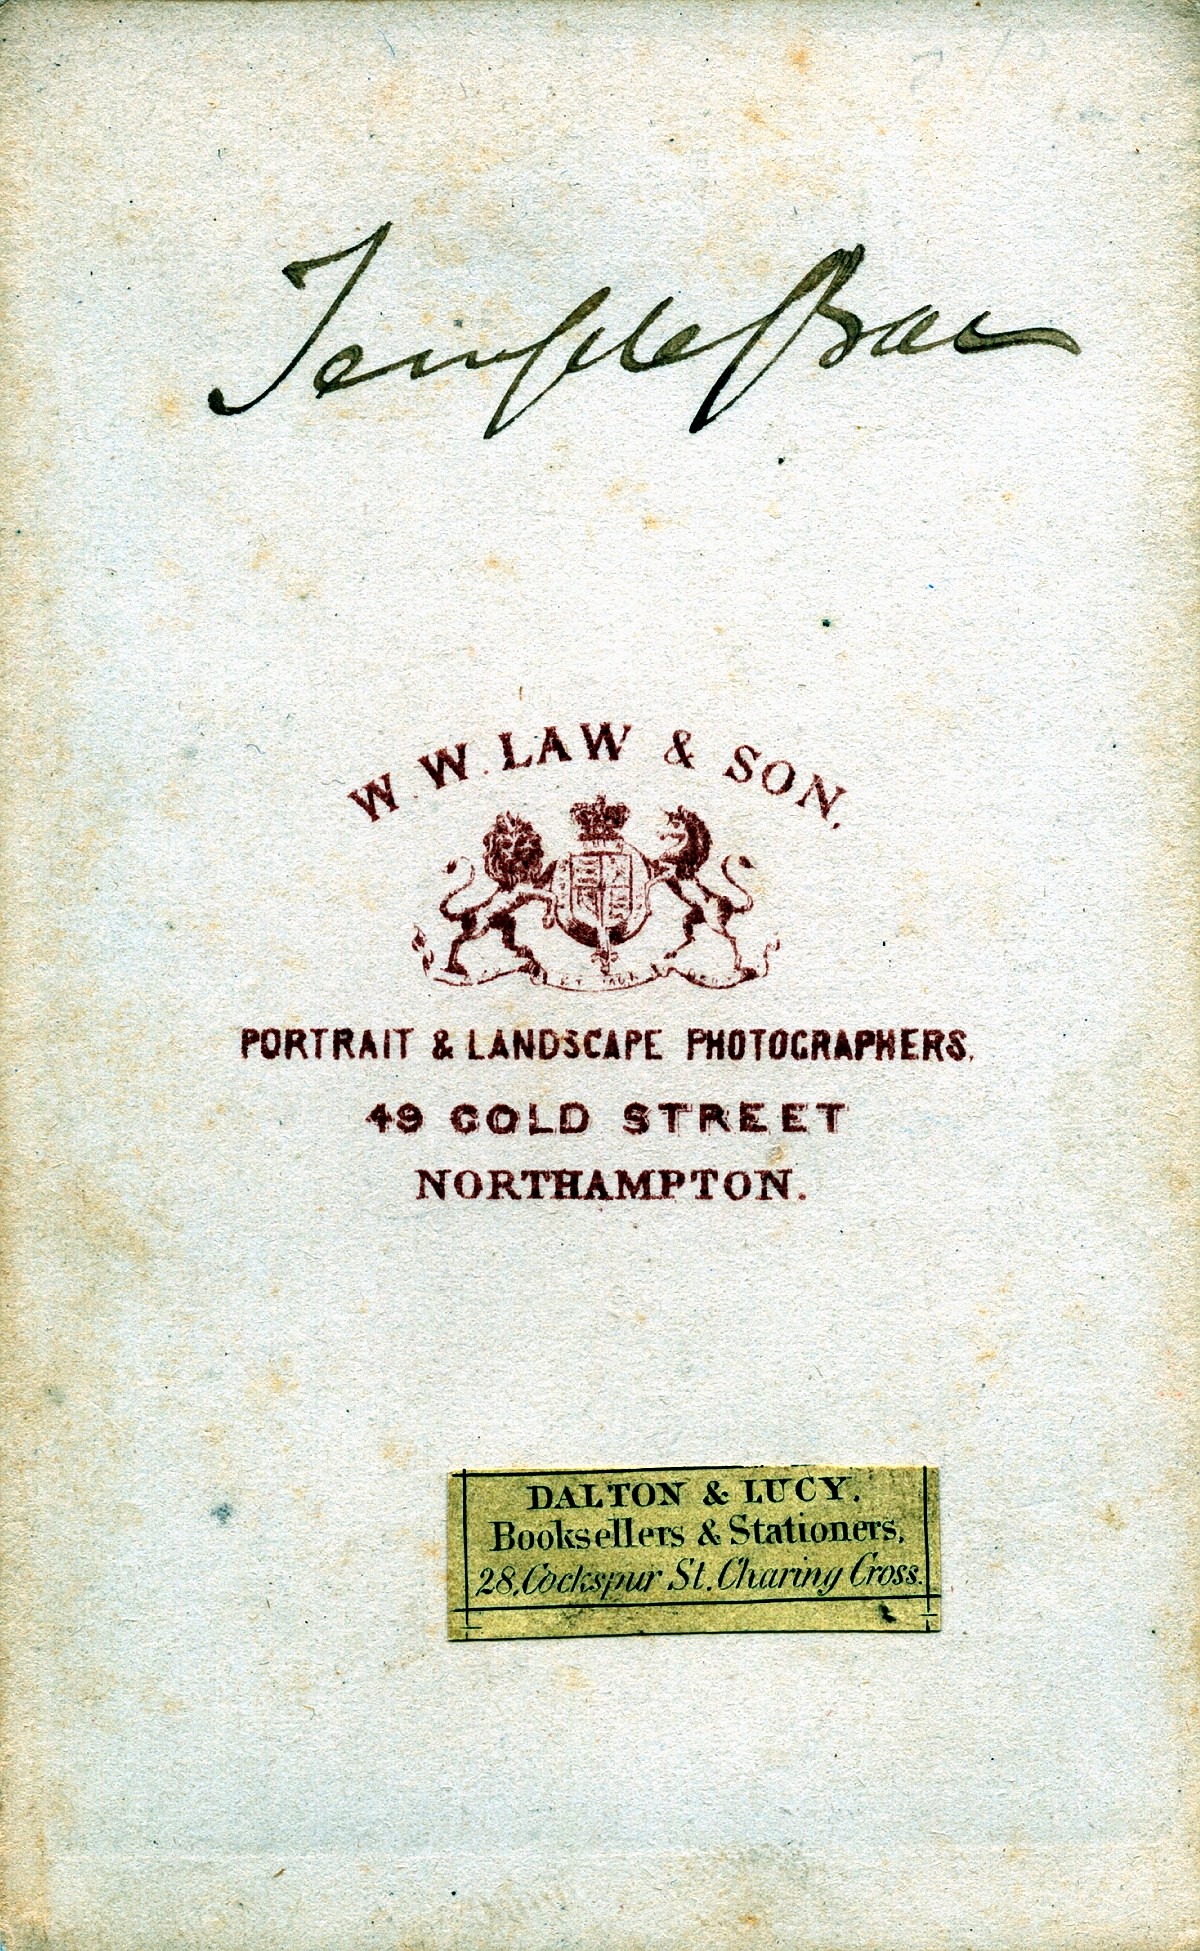 Temple Bar
W. W. LAW & SON.
PORTRAIT & LANDSCAPE PHOTOGRAPHERS.
49 GOLD STREET
NORTHAMPTON.
DALTON & LUCY.
Booksellers & Stationers,
28, Cockspur St. Charing Cross.